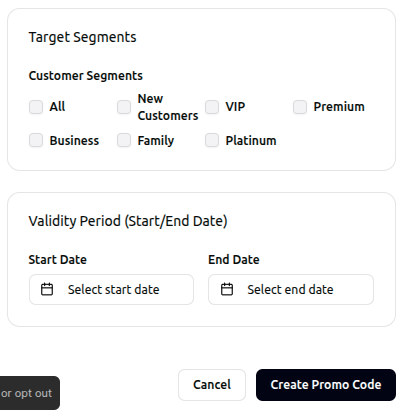 Target Segments
Customer Segments
All
New
Customers
VIP
Premium
Business
Family
Platinum
Validity Period (Start/End Date)
Start Date
End Date
Select start date
Select end date
or opt out
Cancel
Create Promo Code